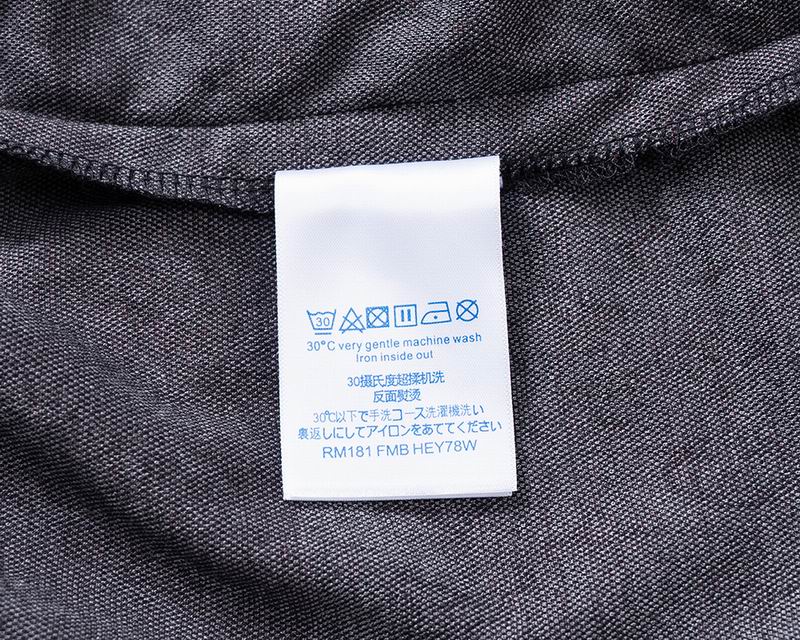 30
30°C very gentle machine wash
Iron inside out
30摄氏度超揉机洗
反面熨烫
30℃以下で手洗コース洗濯機洗い
裏返しにしてアイロンをあててください
RM181 FMB HEY78W